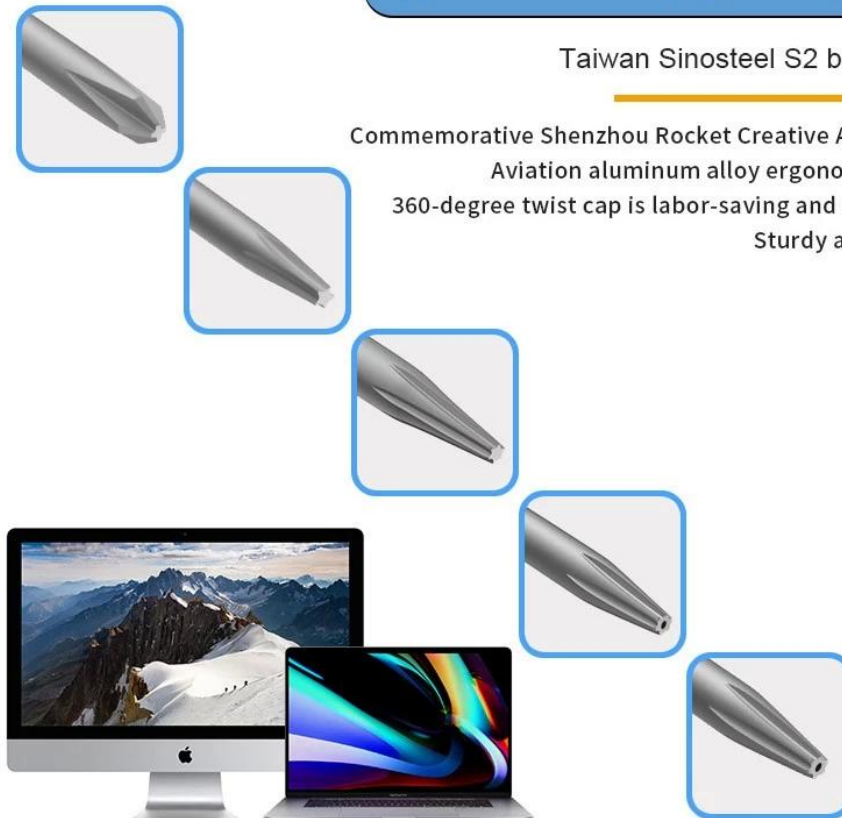 Taiwan Sinosteel S2 b
Commemorative Shenzhou Rocket Creative A
Aviation aluminum alloy ergono
360-degree twist cap is labor-saving and
Sturdy a